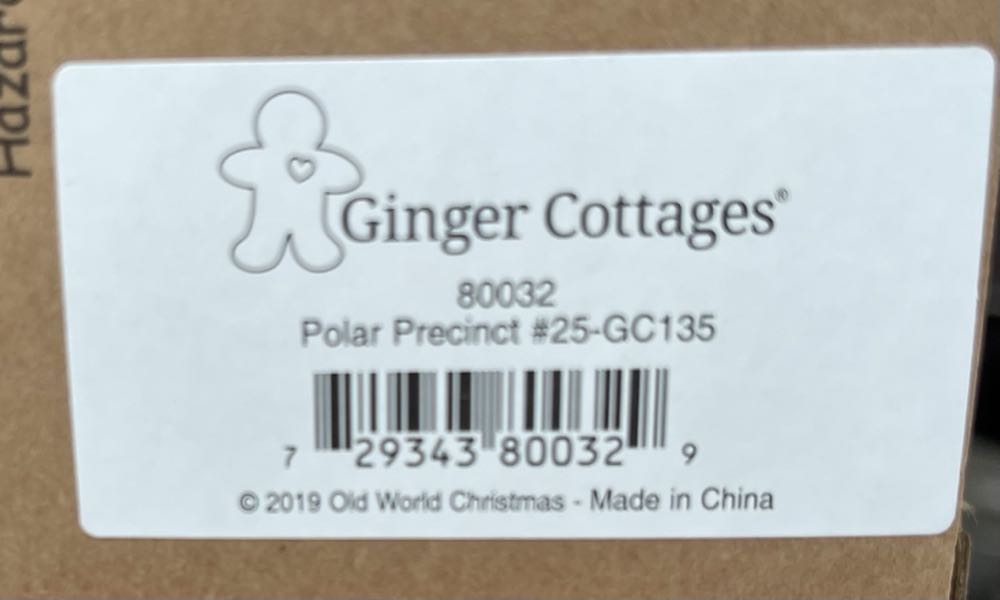 Ginger Cottages®
80032
Polar Precinct #25-GC135
7 29343 80032 9
© 2019 Old World Christmas - Made in China